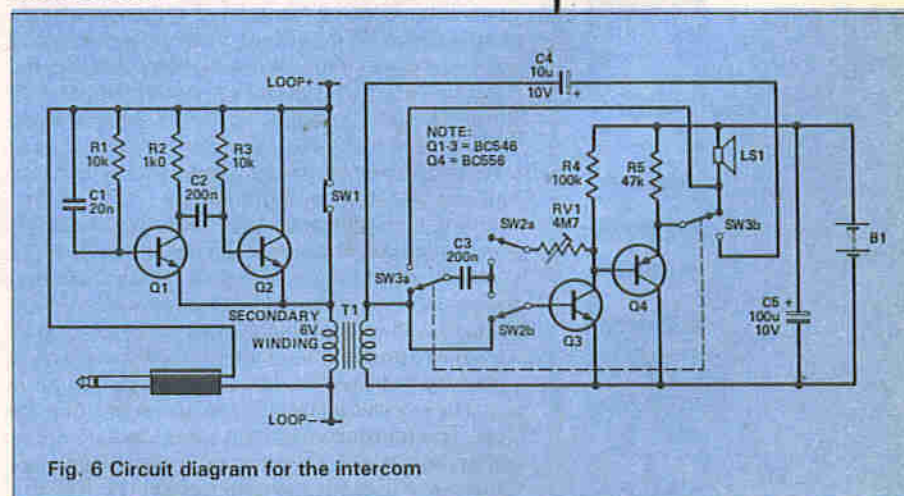 LOOP+
C4
10u
10V +
NOTE:
Q1-3 = BC546
Q4 = BC556
R1
10k
R2
1k0
R3
10k
C1
20n
C2
200n
SW1
R4
100k
R5
47k
LS1
RV1
4M7
SW2a
SW3b
B1
C3
200n
SW3a
Q1
Q2
SW2b
Q3
Q4
C5 +
100u
10V
SECONDARY
6V
WINDING
T1
LOOP–
Fig. 6 Circuit diagram for the intercom